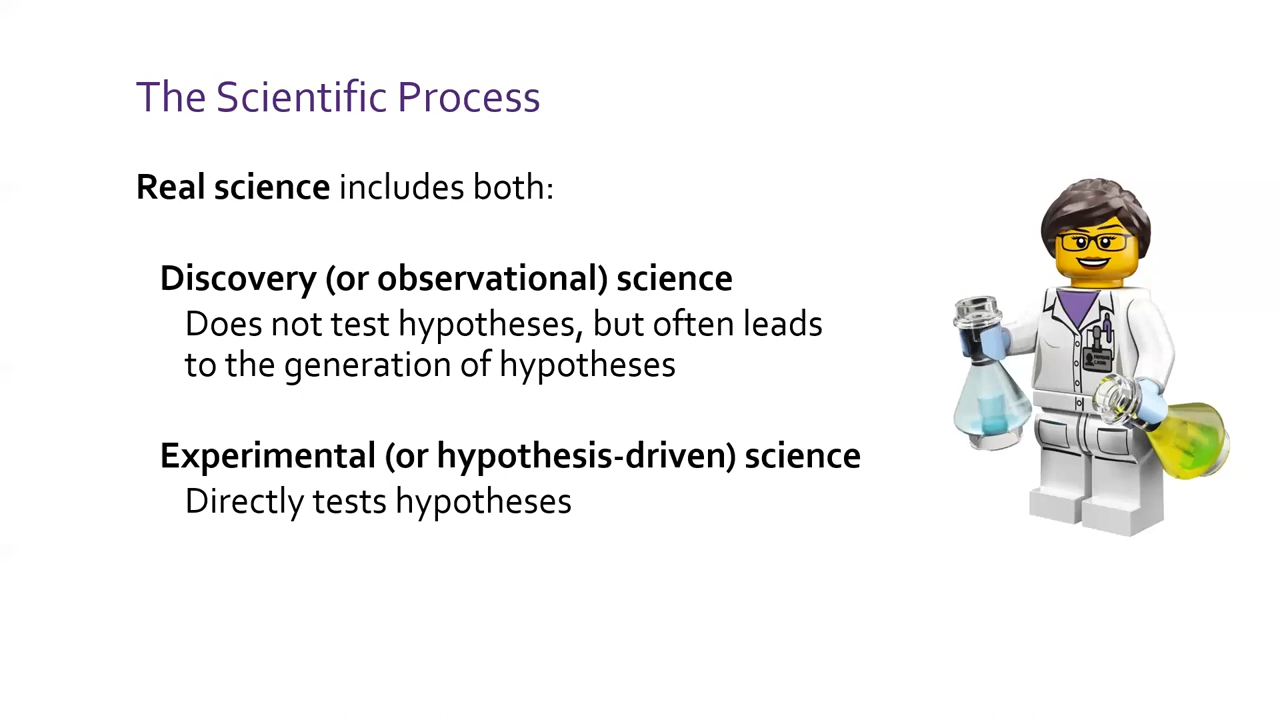 The Scientific Process
Real science includes both:
Discovery (or observational) science
Does not test hypotheses, but often leads
to the generation of hypotheses
Experimental (or hypothesis-driven) science
Directly tests hypotheses